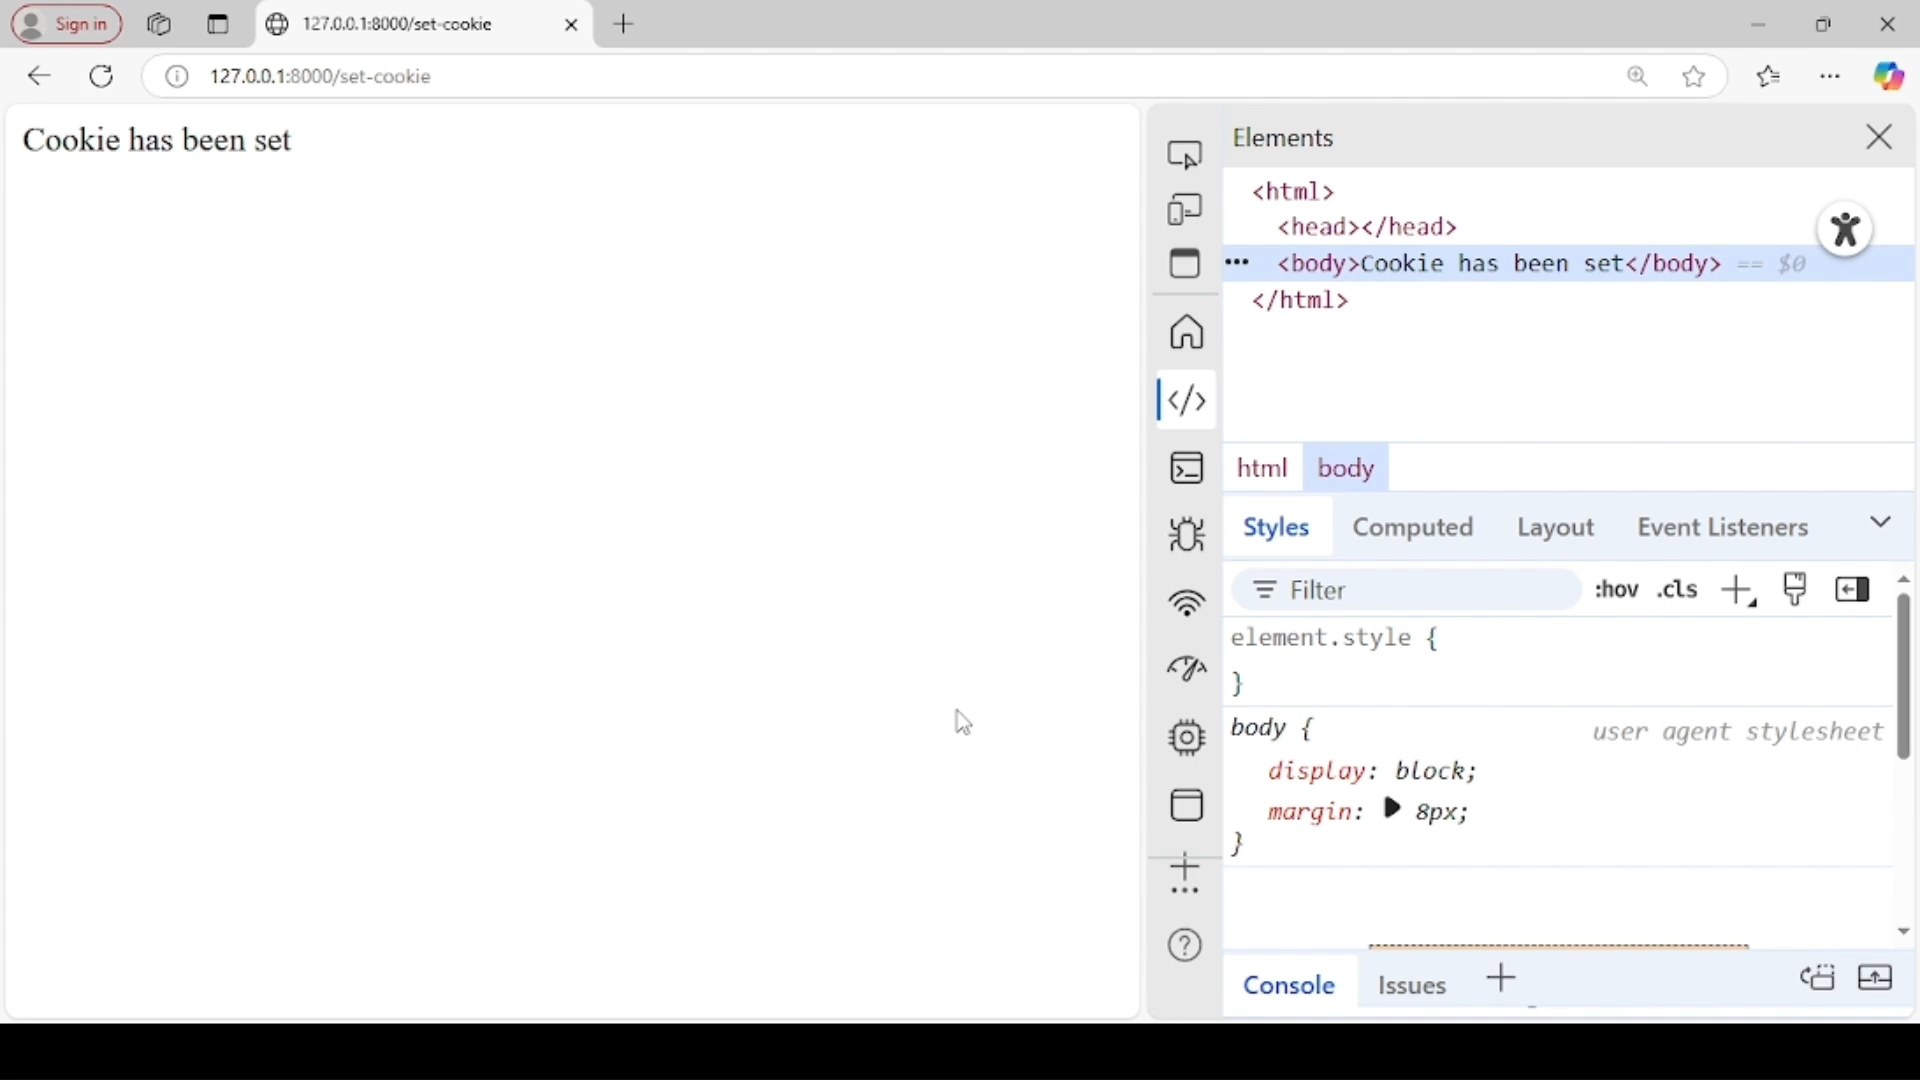 Sign in
127.0.0.1:8000/set-cookie
127.0.0.1:8000/set-cookie
Cookie has been set
Elements
<html>
<head></head>
••• <body>Cookie has been set</body> == $0
</html>
html body
Styles Computed Layout Event Listeners
Filter :hov .cls
element.style {
}
body { user agent stylesheet
display: block;
margin: 8px;
}
Console Issues